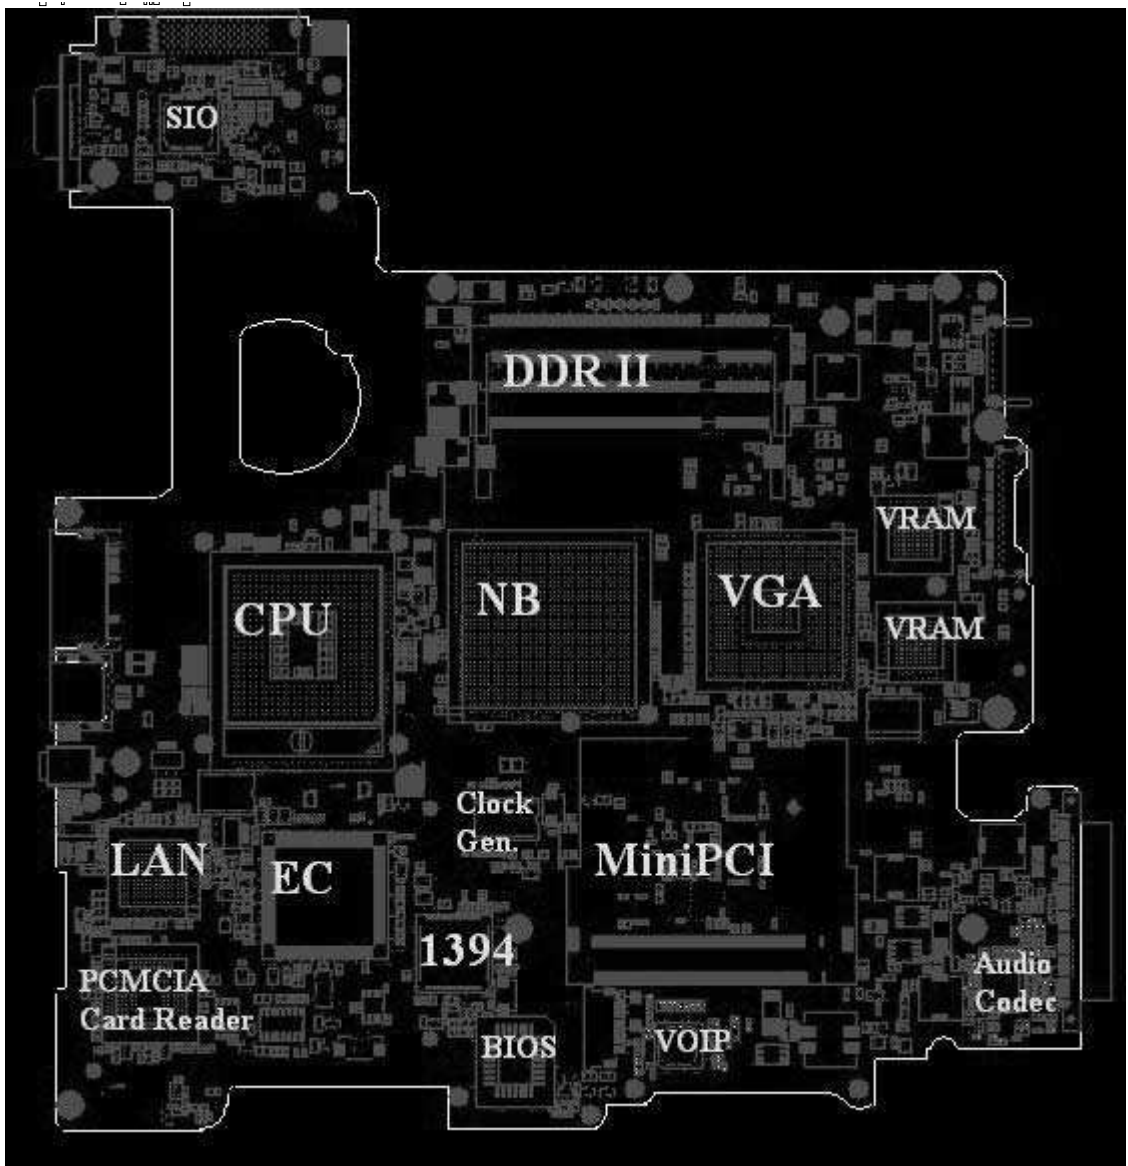 SIO
DDR II
VRAM
CPU
NB
VGA
VRAM
Clock
Gen.
LAN
EC
MiniPCI
1394
PCMCIA
Card Reader
Audio
Codec
BIOS
VOIP